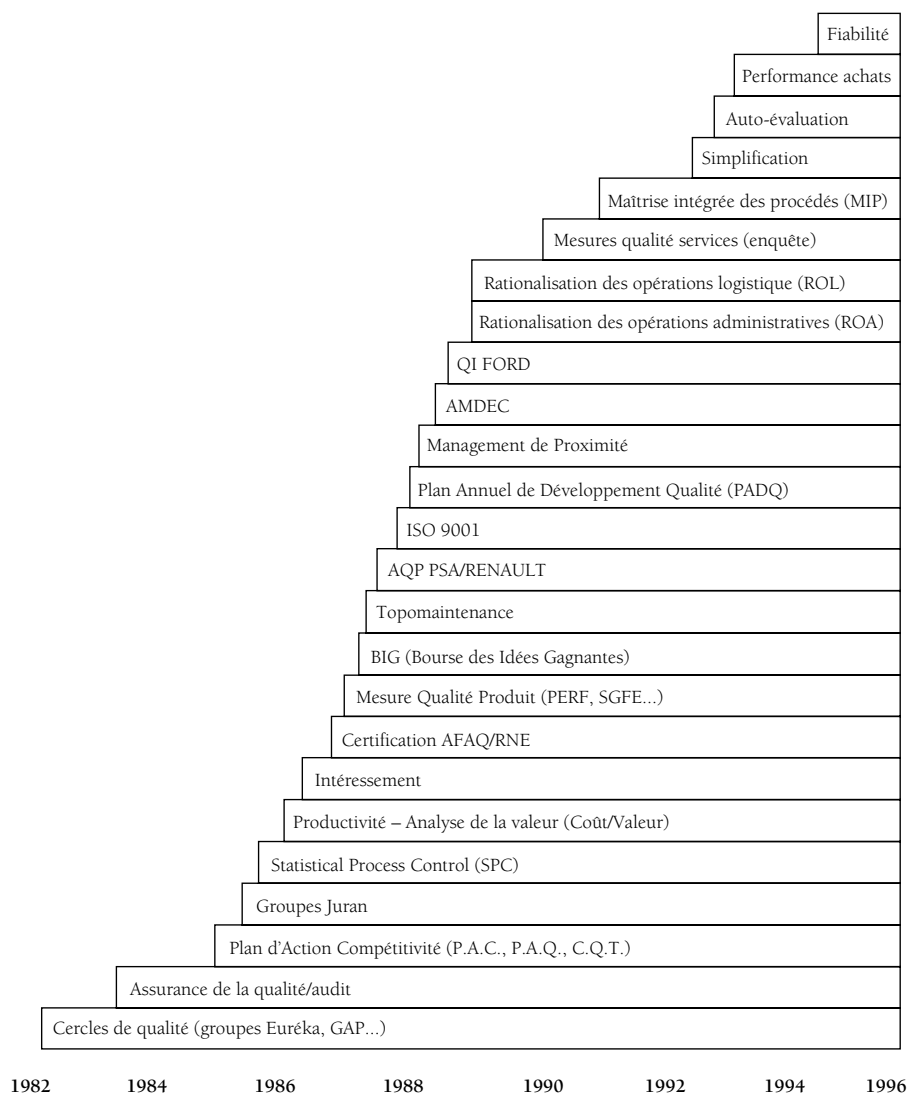 Fiabilité
Performance achats
Auto-évaluation
Simplification
Maîtrise intégrée des procédés (MIP)
Mesures qualité services (enquête)
Rationalisation des opérations logistique (ROL)
Rationalisation des opérations administratives (ROA)
QI FORD
AMDEC
Management de Proximité
Plan Annuel de Développement Qualité (PADQ)
ISO 9001
AQP PSA/RENAULT
Topomaintenance
BIG (Bourse des Idées Gagnantes)
Mesure Qualité Produit (PERF, SGFE...)
Certification AFAQ/RNE
Intéressement
Productivité – Analyse de la valeur (Coût/Valeur)
Statistical Process Control (SPC)
Groupes Juran
Plan d'Action Compétitivité (P.A.C., P.A.Q., C.Q.T.)
Assurance de la qualité/audit
Cercles de qualité (groupes Euréka, GAP...)
1982 1984 1986 1988 1990 1992 1994 1996